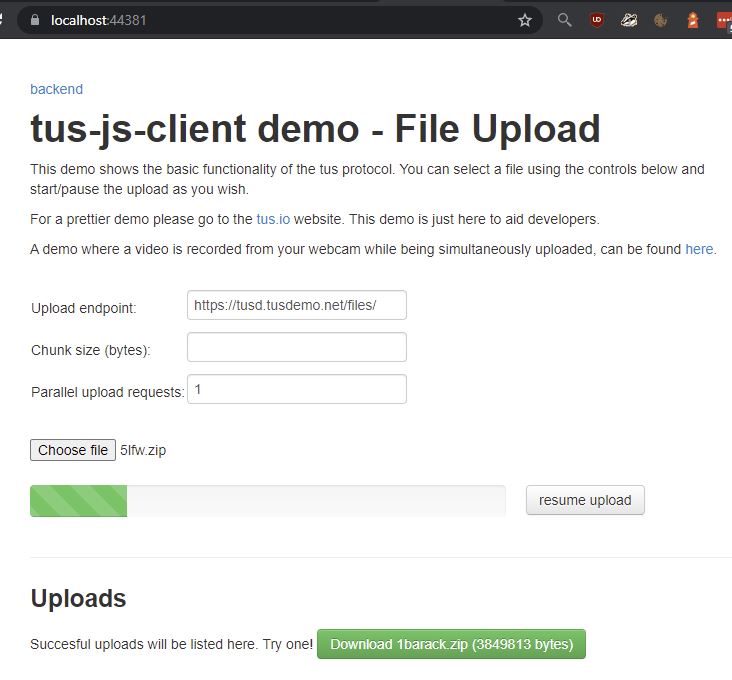 localhost:44381
backend
tus-js-client demo - File Upload
This demo shows the basic functionality of the tus protocol. You can select a file using the controls below and
start/pause the upload as you wish.
For a prettier demo please go to the tus.io website. This demo is just here to aid developers.
A demo where a video is recorded from your webcam while being simultaneously uploaded, can be found here.
Upload endpoint: https://tusd.tusdemo.net/files/
Chunk size (bytes):
Parallel upload requests: 1
Choose file 5lfw.zip
resume upload
Uploads
Succesful uploads will be listed here. Try one! Download 1barack.zip (3849813 bytes)